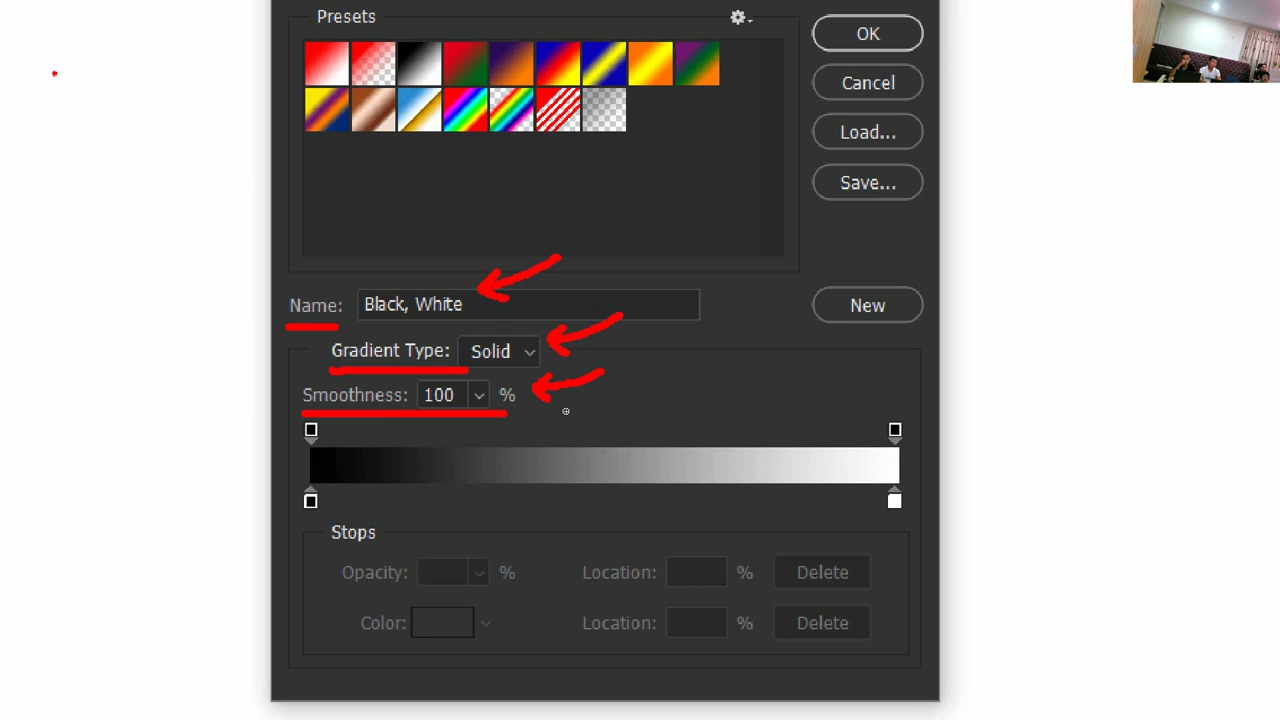 Presets
OK
Cancel
Load...
Save...
Name: Black, White
New
Gradient Type: Solid
Smoothness: 100 %
Stops
Opacity: % Location: % Delete
Color: Location: % Delete